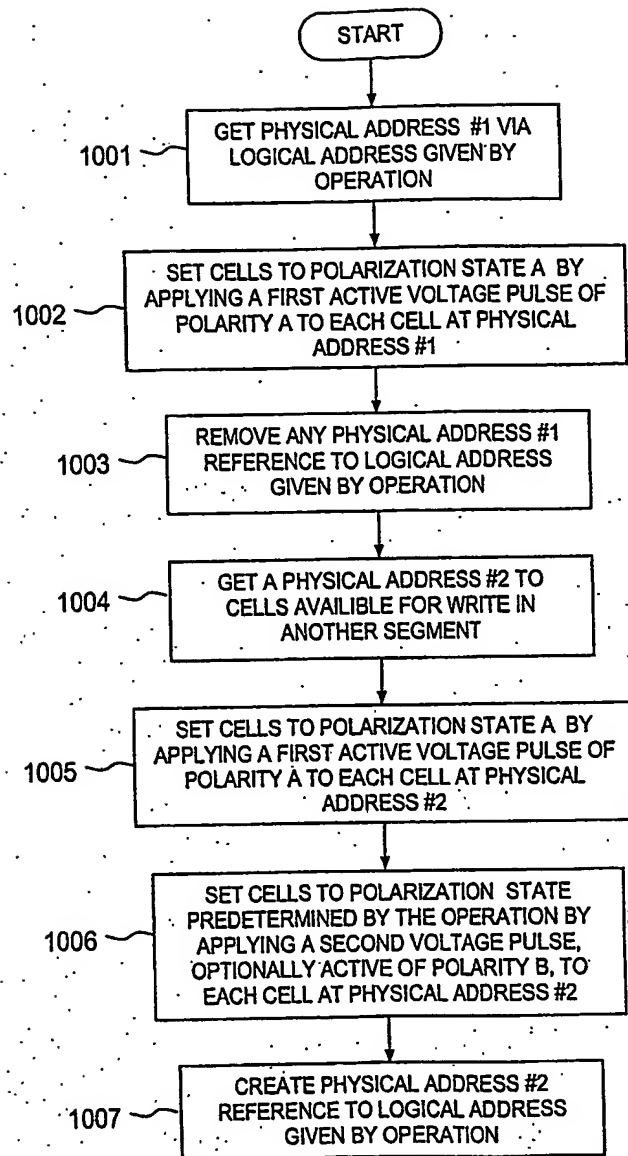 START
1001
GET PHYSICAL ADDRESS #1 VIA
LOGICAL ADDRESS GIVEN BY
OPERATION
1002
SET CELLS TO POLARIZATION STATE A BY
APPLYING A FIRST ACTIVE VOLTAGE PULSE OF
POLARITY A TO EACH CELL AT PHYSICAL
ADDRESS #1
1003
REMOVE ANY PHYSICAL ADDRESS #1
REFERENCE TO LOGICAL ADDRESS
GIVEN BY OPERATION
1004
GET A PHYSICAL ADDRESS #2 TO
CELLS AVAILIBLE FOR WRITE IN
ANOTHER SEGMENT
1005
SET CELLS TO POLARIZATION STATE A BY
APPLYING A FIRST ACTIVE VOLTAGE PULSE OF
POLARITY A TO EACH CELL AT PHYSICAL
ADDRESS #2
1006
SET CELLS TO POLARIZATION STATE
PREDETERMINED BY THE OPERATION BY
APPLYING A SECOND VOLTAGE PULSE,
OPTIONALLY ACTIVE OF POLARITY B, TO
EACH CELL AT PHYSICAL ADDRESS #2
1007
CREATE PHYSICAL ADDRESS #2
REFERENCE TO LOGICAL ADDRESS
GIVEN BY OPERATION